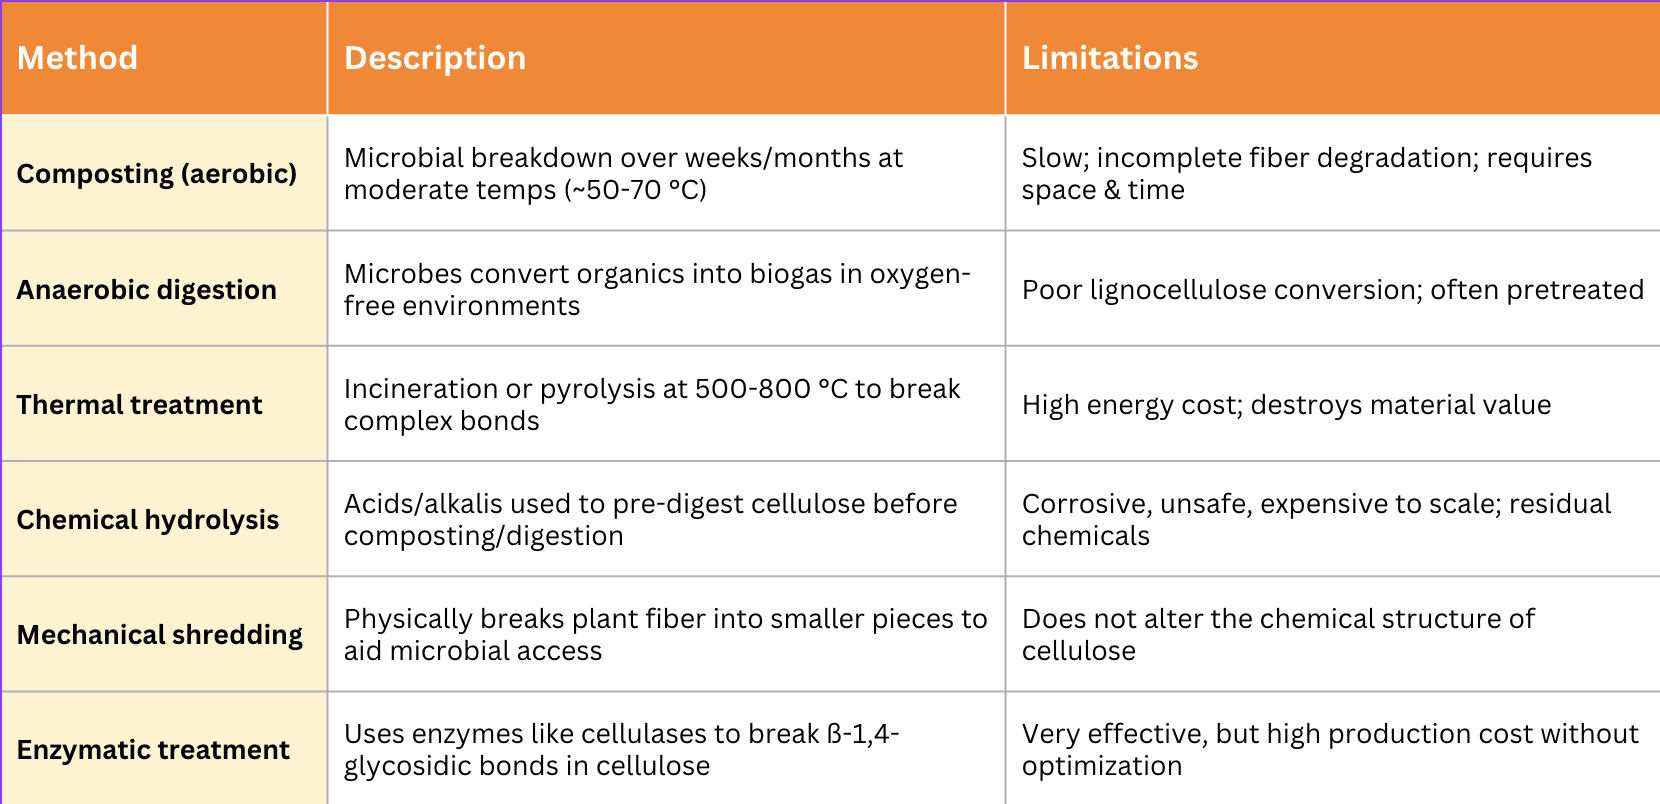 Method
Description
Limitations
Composting (aerobic)
Microbial breakdown over weeks/months at
moderate temps (~50-70 °C)
Slow; incomplete fiber degradation; requires
space & time
Anaerobic digestion
Microbes convert organics into biogas in oxygen-
free environments
Poor lignocellulose conversion; often pretreated
Thermal treatment
Incineration or pyrolysis at 500-800 °C to break
complex bonds
High energy cost; destroys material value
Chemical hydrolysis
Acids/alkalis used to pre-digest cellulose before
composting/digestion
Corrosive, unsafe, expensive to scale; residual
chemicals
Mechanical shredding
Physically breaks plant fiber into smaller pieces to
aid microbial access
Does not alter the chemical structure of
cellulose
Enzymatic treatment
Uses enzymes like cellulases to break ß-1,4-
glycosidic bonds in cellulose
Very effective, but high production cost without
optimization